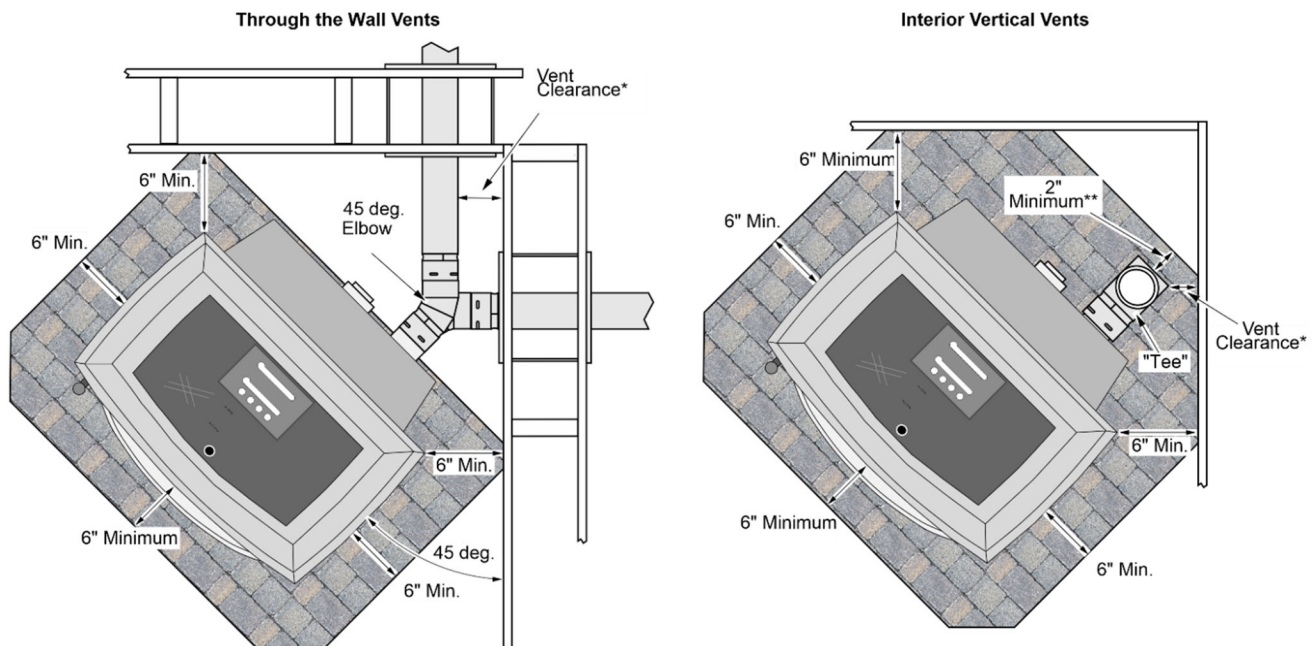 Through the Wall Vents
Vent
Clearance*
6" Min.
45 deg.
Elbow
6" Min.
6" Min.
6" Minimum
45 deg.
6" Min.
Interior Vertical Vents
6" Minimum
2"
Minimum**
6" Min.
Vent
Clearance*
"Tee"
6" Min.
6" Minimum
6" Min.